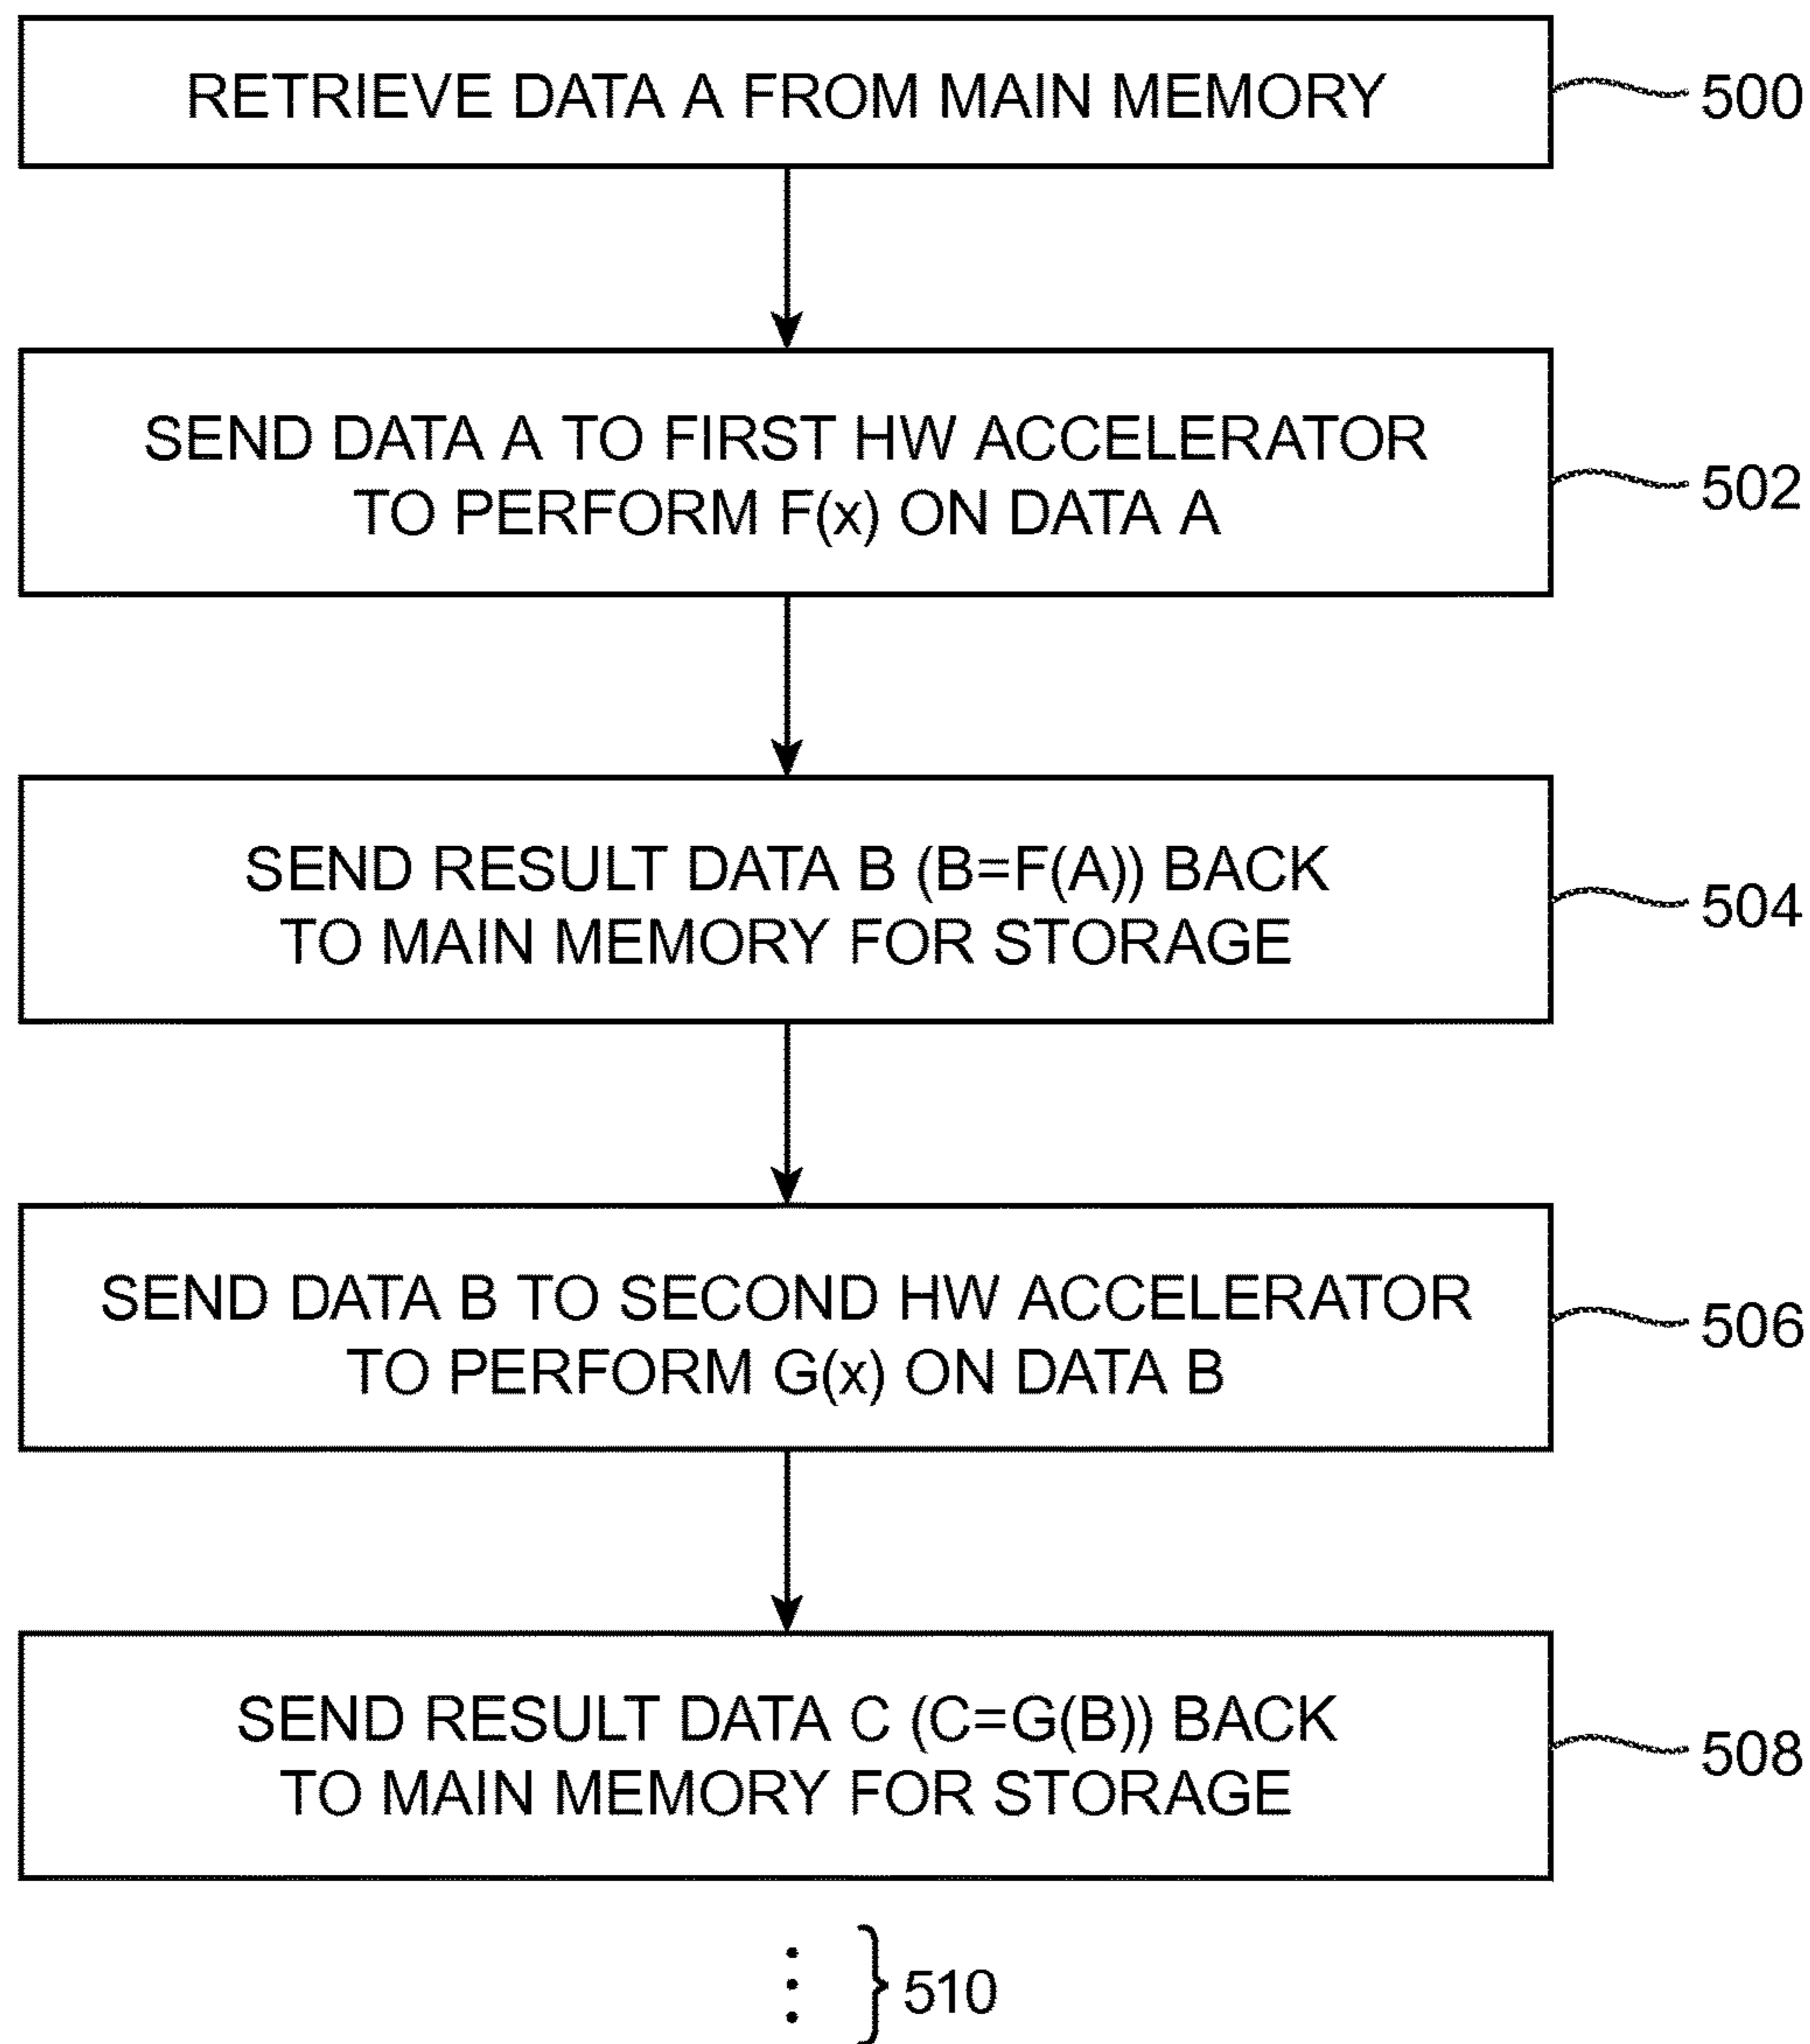 RETRIEVE DATA A FROM MAIN MEMORY
500
SEND DATA A TO FIRST HW ACCELERATOR
TO PERFORM F(x) ON DATA A
502
SEND RESULT DATA B (B=F(A)) BACK
TO MAIN MEMORY FOR STORAGE
504
SEND DATA B TO SECOND HW ACCELERATOR
TO PERFORM G(x) ON DATA B
506
SEND RESULT DATA C (C=G(B)) BACK
TO MAIN MEMORY FOR STORAGE
508
510